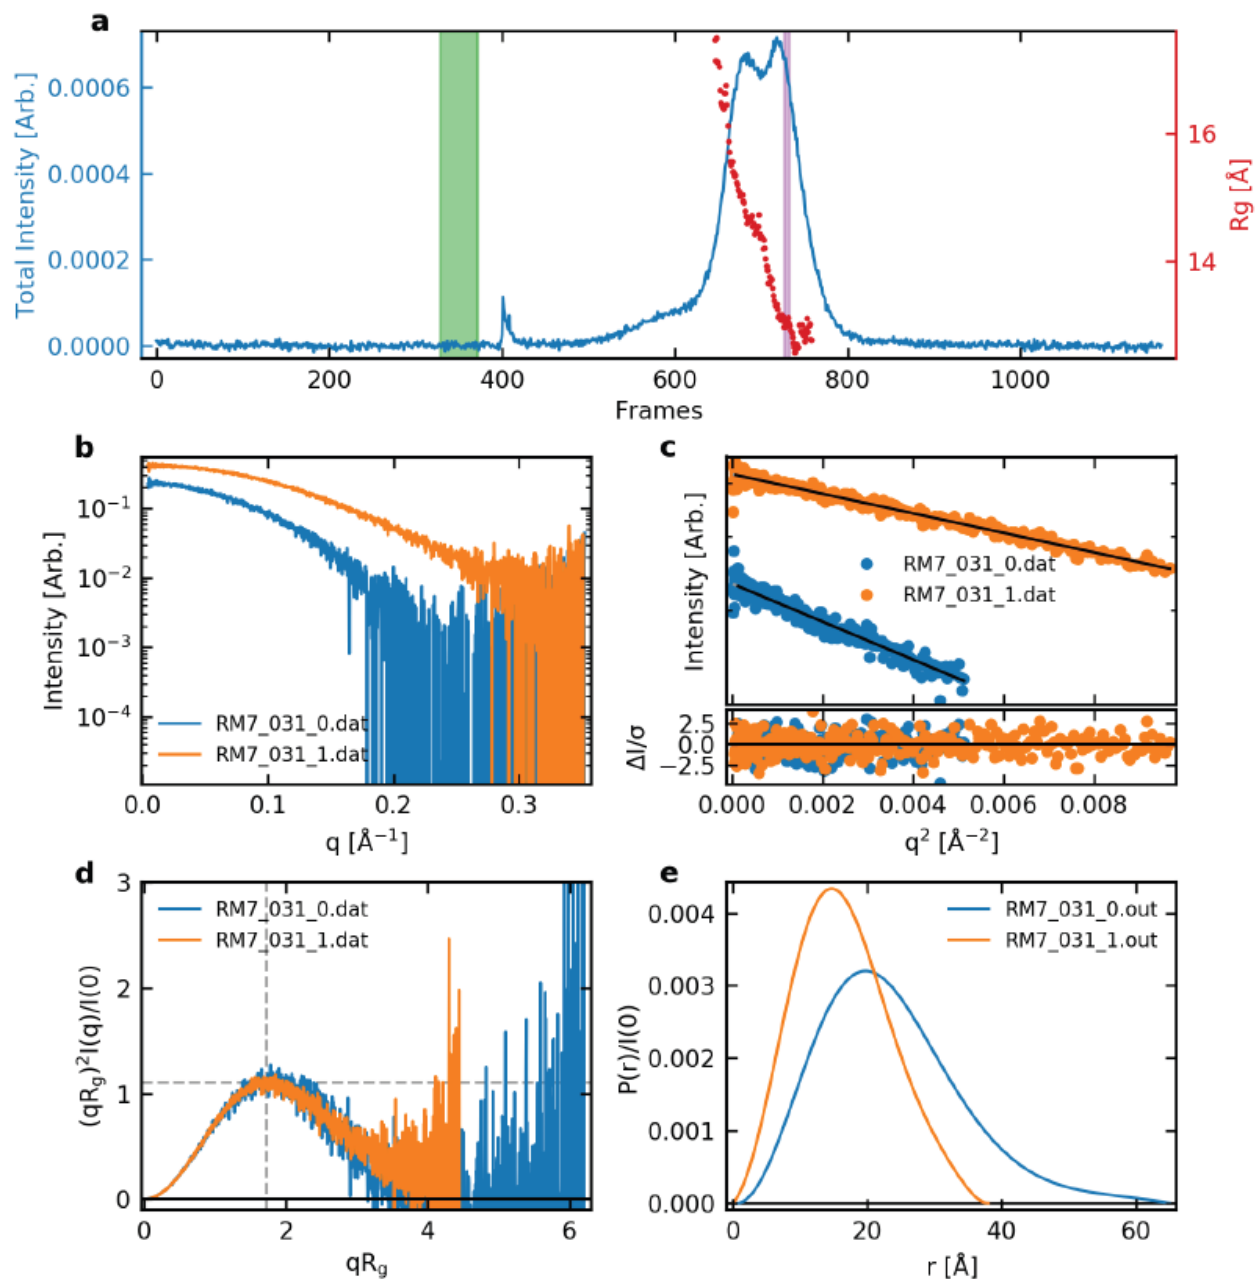 a
Total Intensity [Arb.]
0.0006
0.0004
0.0002
0.0000
16
14
Rg [Å]
0 200 400 600 800 1000
Frames
b
Intensity [Arb.]
10⁻¹
10⁻²
10⁻³
10⁻⁴
RM7_031_0.dat
RM7_031_1.dat
0.0 0.1 0.2 0.3
q [Å⁻¹]
c
Intensity [Arb.]
RM7_031_0.dat
RM7_031_1.dat
ΔI/σ
2.5
0.0
−2.5
0.000 0.002 0.004 0.006 0.008
q² [Å⁻²]
d
(qRg)²I(q)/I(0)
3
2
1
0
RM7_031_0.dat
RM7_031_1.dat
0 2 4 6
qRg
e
P(r)/I(0)
0.004
0.003
0.002
0.001
0.000
RM7_031_0.out
RM7_031_1.out
0 20 40 60
r [Å]